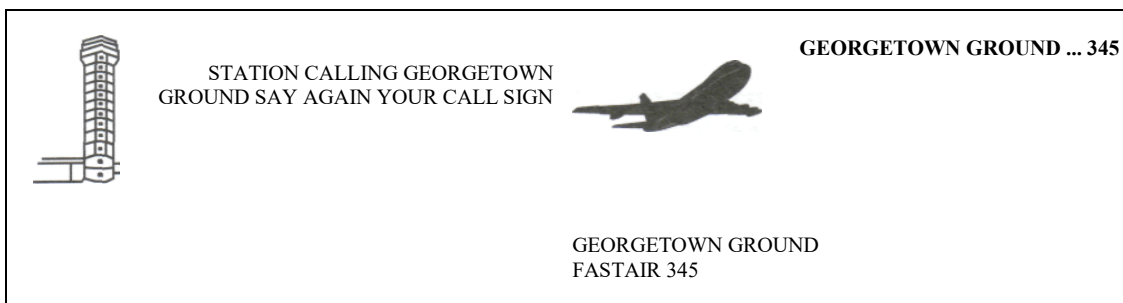 GEORGETOWN GROUND ... 345
STATION CALLING GEORGETOWN
GROUND SAY AGAIN YOUR CALL SIGN
GEORGETOWN GROUND
FASTAIR 345